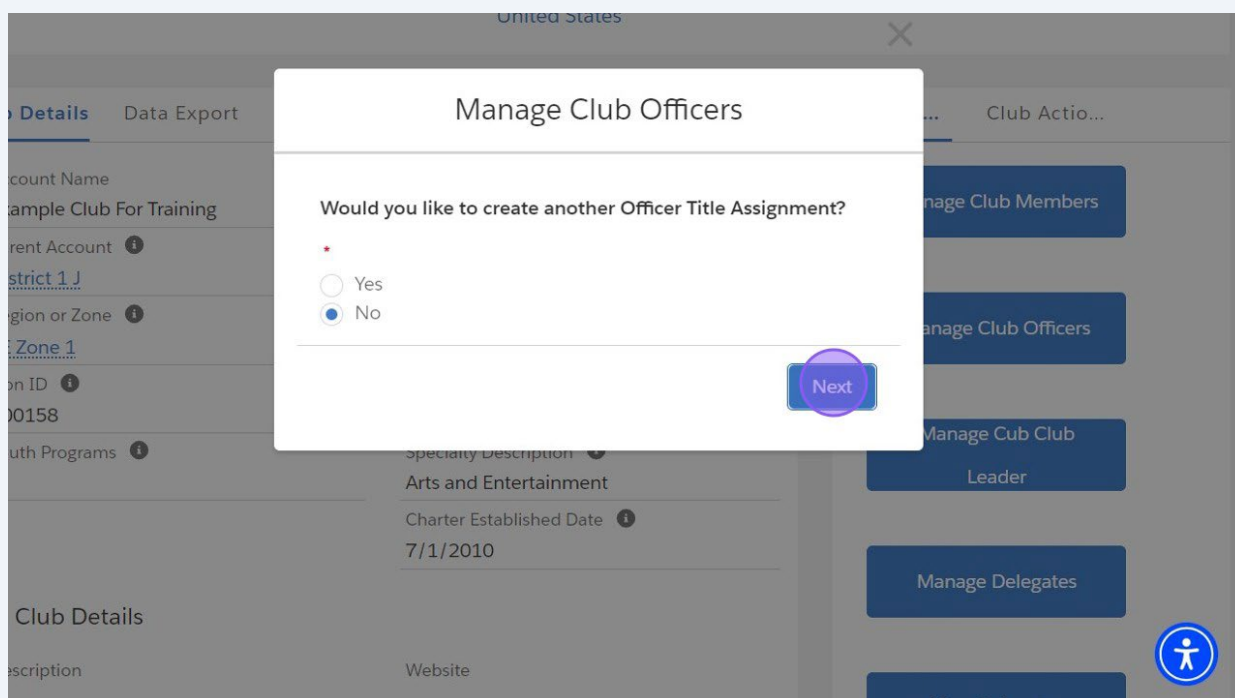 United States
Details
Data Export
...
Club Actio...
Manage Club Officers
count Name
ample Club For Training
rent Account
strict 1 J
egion or Zone
E Zone 1
on ID
00158
uth Programs
Would you like to create another Officer Title Assignment?
*
Yes
No
Next
Specialty Description
Arts and Entertainment
Charter Established Date
7/1/2010
Club Details
escription
Website
nage Club Members
anage Club Officers
Manage Cub Club
Leader
Manage Delegates